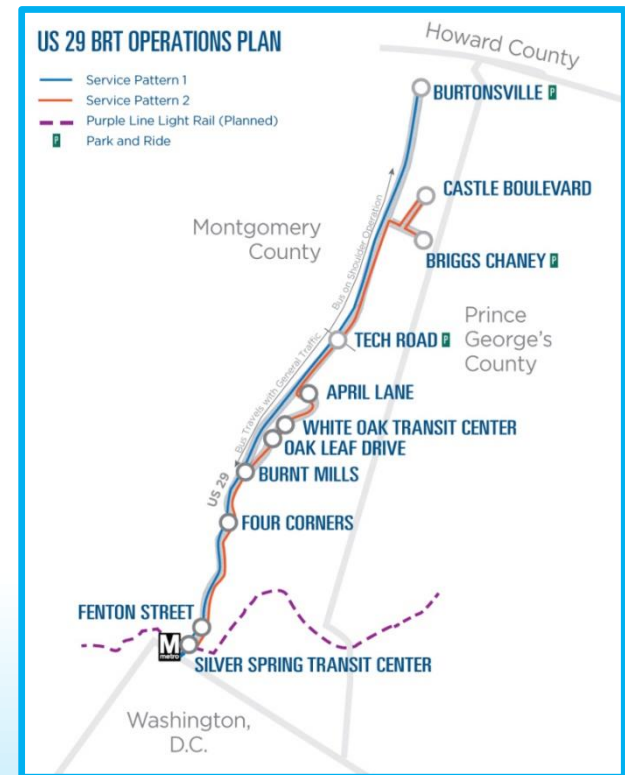 US 29 BRT OPERATIONS PLAN
Service Pattern 1
Service Pattern 2
Purple Line Light Rail (Planned)
P Park and Ride
Howard County
BURTONSVILLE P
CASTLE BOULEVARD
Montgomery
County
Bus on Shoulder Operation
BRIGGS CHANEY P
Prince
George's
County
TECH ROAD P
Bus Travels with General Traffic
APRIL LANE
WHITE OAK TRANSIT CENTER
OAK LEAF DRIVE
BURNT MILLS
US 29
FOUR CORNERS
FENTON STREET
M
metro
SILVER SPRING TRANSIT CENTER
Washington,
D.C.